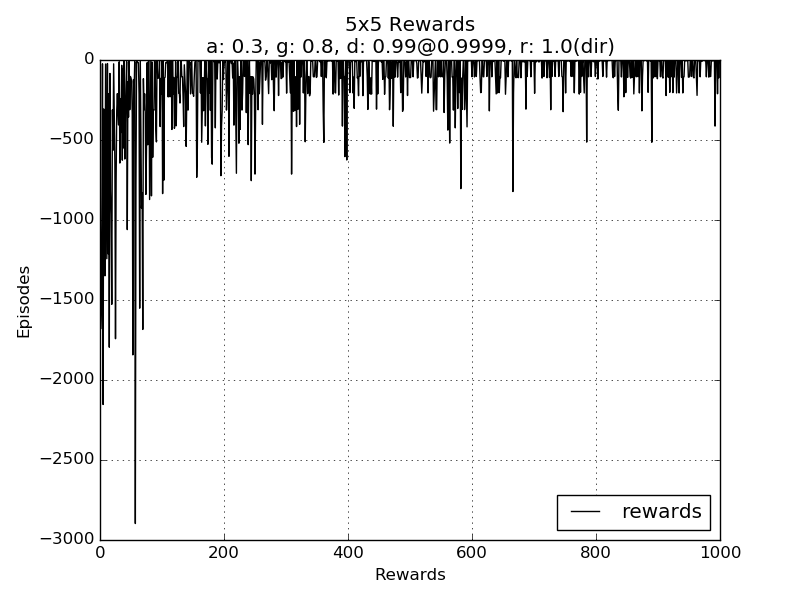 5x5 Rewards
a: 0.3, g: 0.8, d: 0.99@0.9999, r: 1.0(dir)
0
−500
−1000
−1500
−2000
−2500
−3000
Episodes
rewards
0 200 400 600 800 1000
Rewards